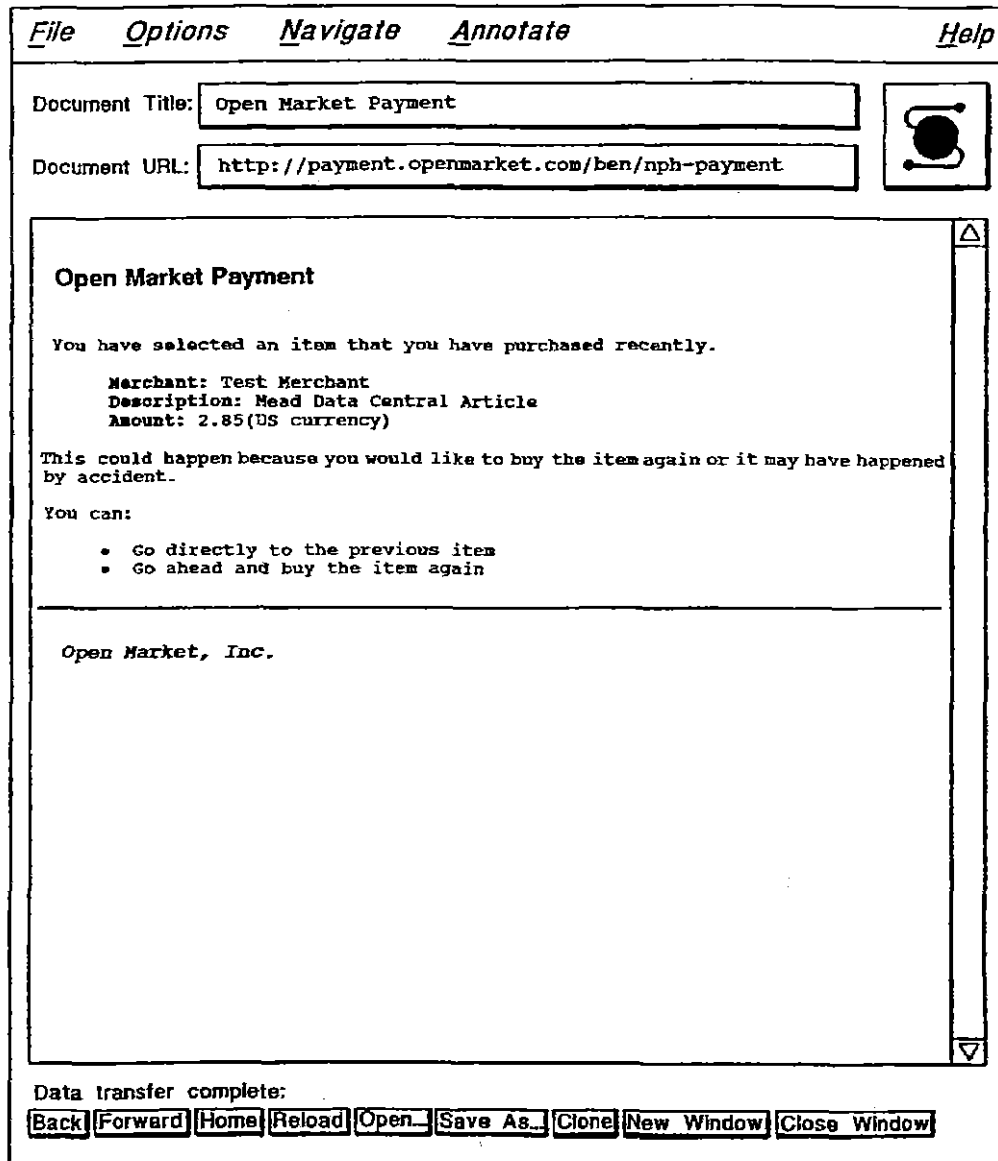 File Options Navigate Annotate Help
Document Title: Open Market Payment
Document URL: http://payment.openmarket.com/ben/nph-payment
Open Market Payment
You have selected an item that you have purchased recently.
Merchant: Test Merchant
Description: Mead Data Central Article
Amount: 2.85(US currency)
This could happen because you would like to buy the item again or it may have happened
by accident.
You can:
• Go directly to the previous item
• Go ahead and buy the item again
Open Market, Inc.
Data transfer complete:
Back Forward Home Reload Open... Save As... Clone New Window Close Window